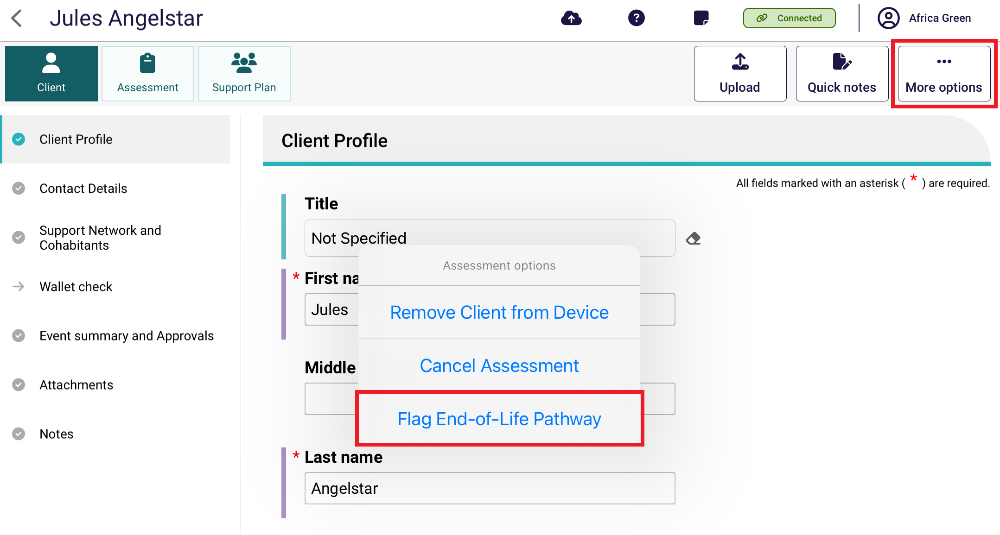 Jules Angelstar
Connected
Africa Green
Client
Assessment
Support Plan
Upload
Quick notes
More options
Client Profile
Contact Details
Support Network and
Cohabitants
Wallet check
Event summary and Approvals
Attachments
Notes
Client Profile
All fields marked with an asterisk ( * ) are required.
Title
Not Specified
* First na
Jules
Middle
* Last name
Angelstar
Assessment options
Remove Client from Device
Cancel Assessment
Flag End-of-Life Pathway